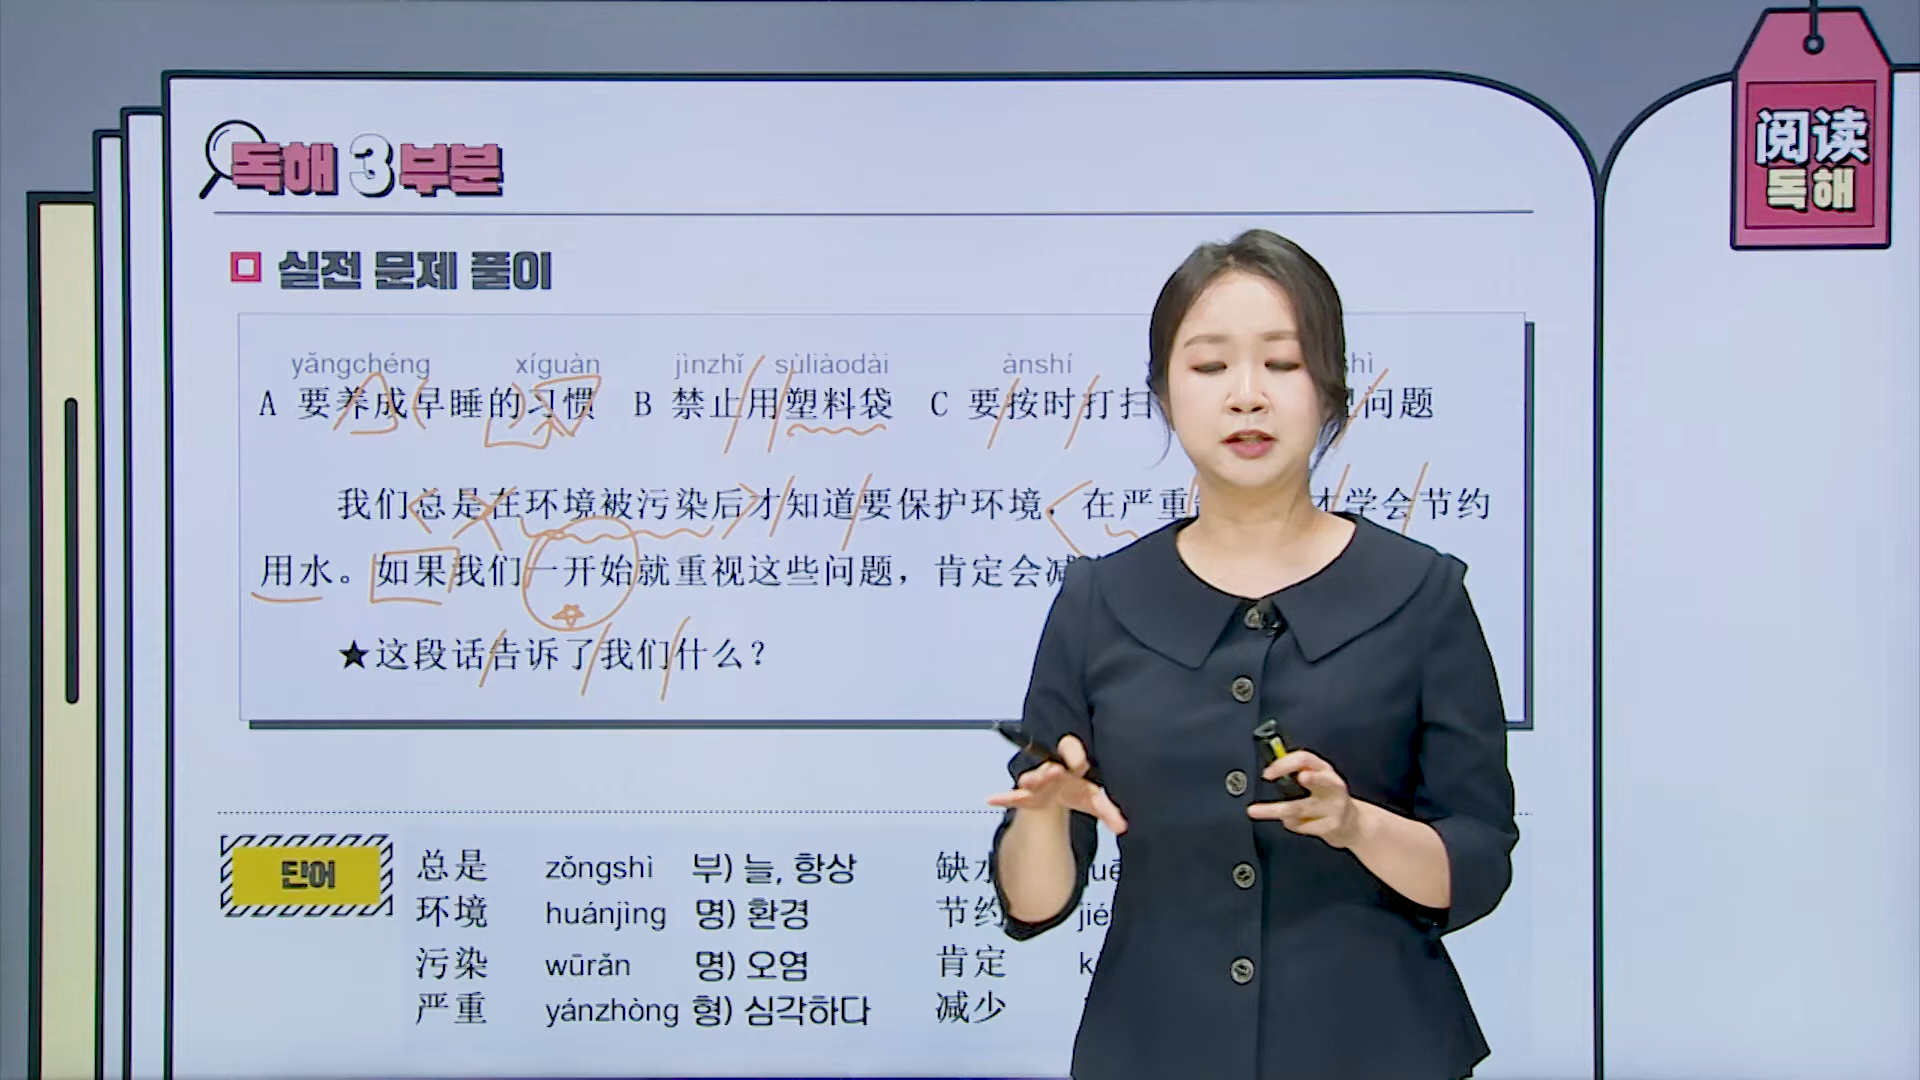 阅读
독해
독해 3 부분
실전 문제 풀이
yǎngchéng xíguàn jìnzhǐ sùliàodài ànshí
A 要养成早睡的习惯 B 禁止用塑料袋 C 要按时打扫 问题
我们总是在环境被污染后才知道要保护环境，在严重 才学会节约
用水。如果我们一开始就重视这些问题，肯定会减
★这段话告诉了我们什么？
단어
总是 zǒngshì 부) 늘, 항상 缺水
环境 huánjìng 명) 환경 节约
污染 wūrǎn 명) 오염 肯定
严重 yánzhòng 형) 심각하다 减少